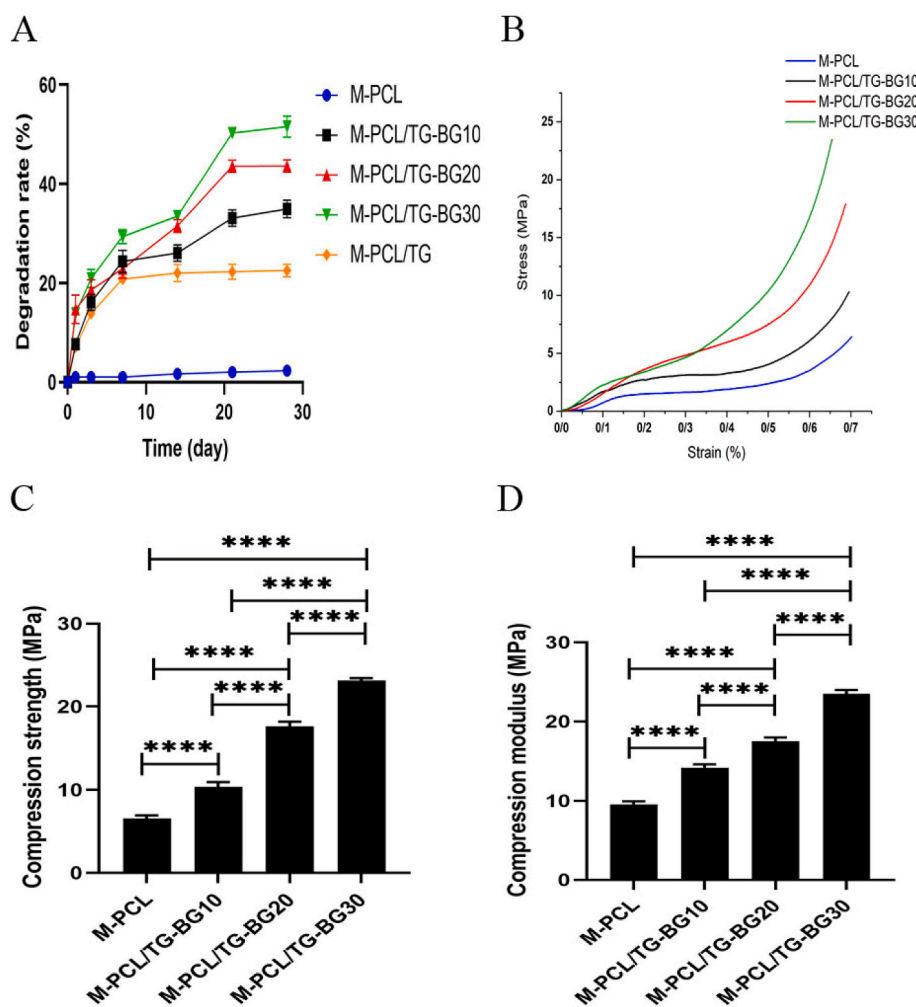 A
Degradation rate (%)
60
40
20
0
0
10
20
30
Time (day)
M-PCL
M-PCL/TG-BG10
M-PCL/TG-BG20
M-PCL/TG-BG30
M-PCL/TG
B
M-PCL
M-PCL/TG-BG10
M-PCL/TG-BG20
M-PCL/TG-BG30
Stress (MPa)
25
20
15
10
5
0
0/0
0/1
0/2
0/3
0/4
0/5
0/6
0/7
Strain (%)
C
****
****
****
****
****
****
Compression strength (MPa)
30
20
10
0
M-PCL
M-PCL/TG-BG10
M-PCL/TG-BG20
M-PCL/TG-BG30
D
****
****
****
****
****
****
Compression modulus (MPa)
30
20
10
0
M-PCL
M-PCL/TG-BG10
M-PCL/TG-BG20
M-PCL/TG-BG30